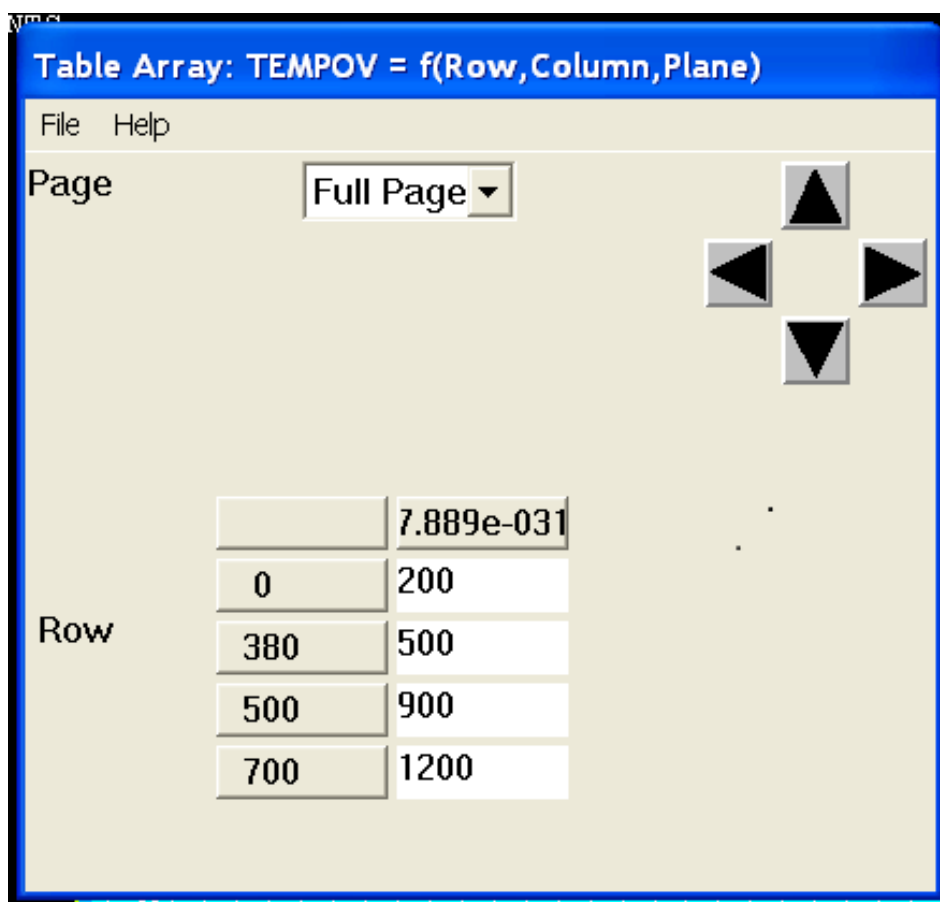 Table Array: TEMPOV = f(Row,Column,Plane)
File Help
Page Full Page
7.889e-031
0 200
Row
380 500
500 900
700 1200